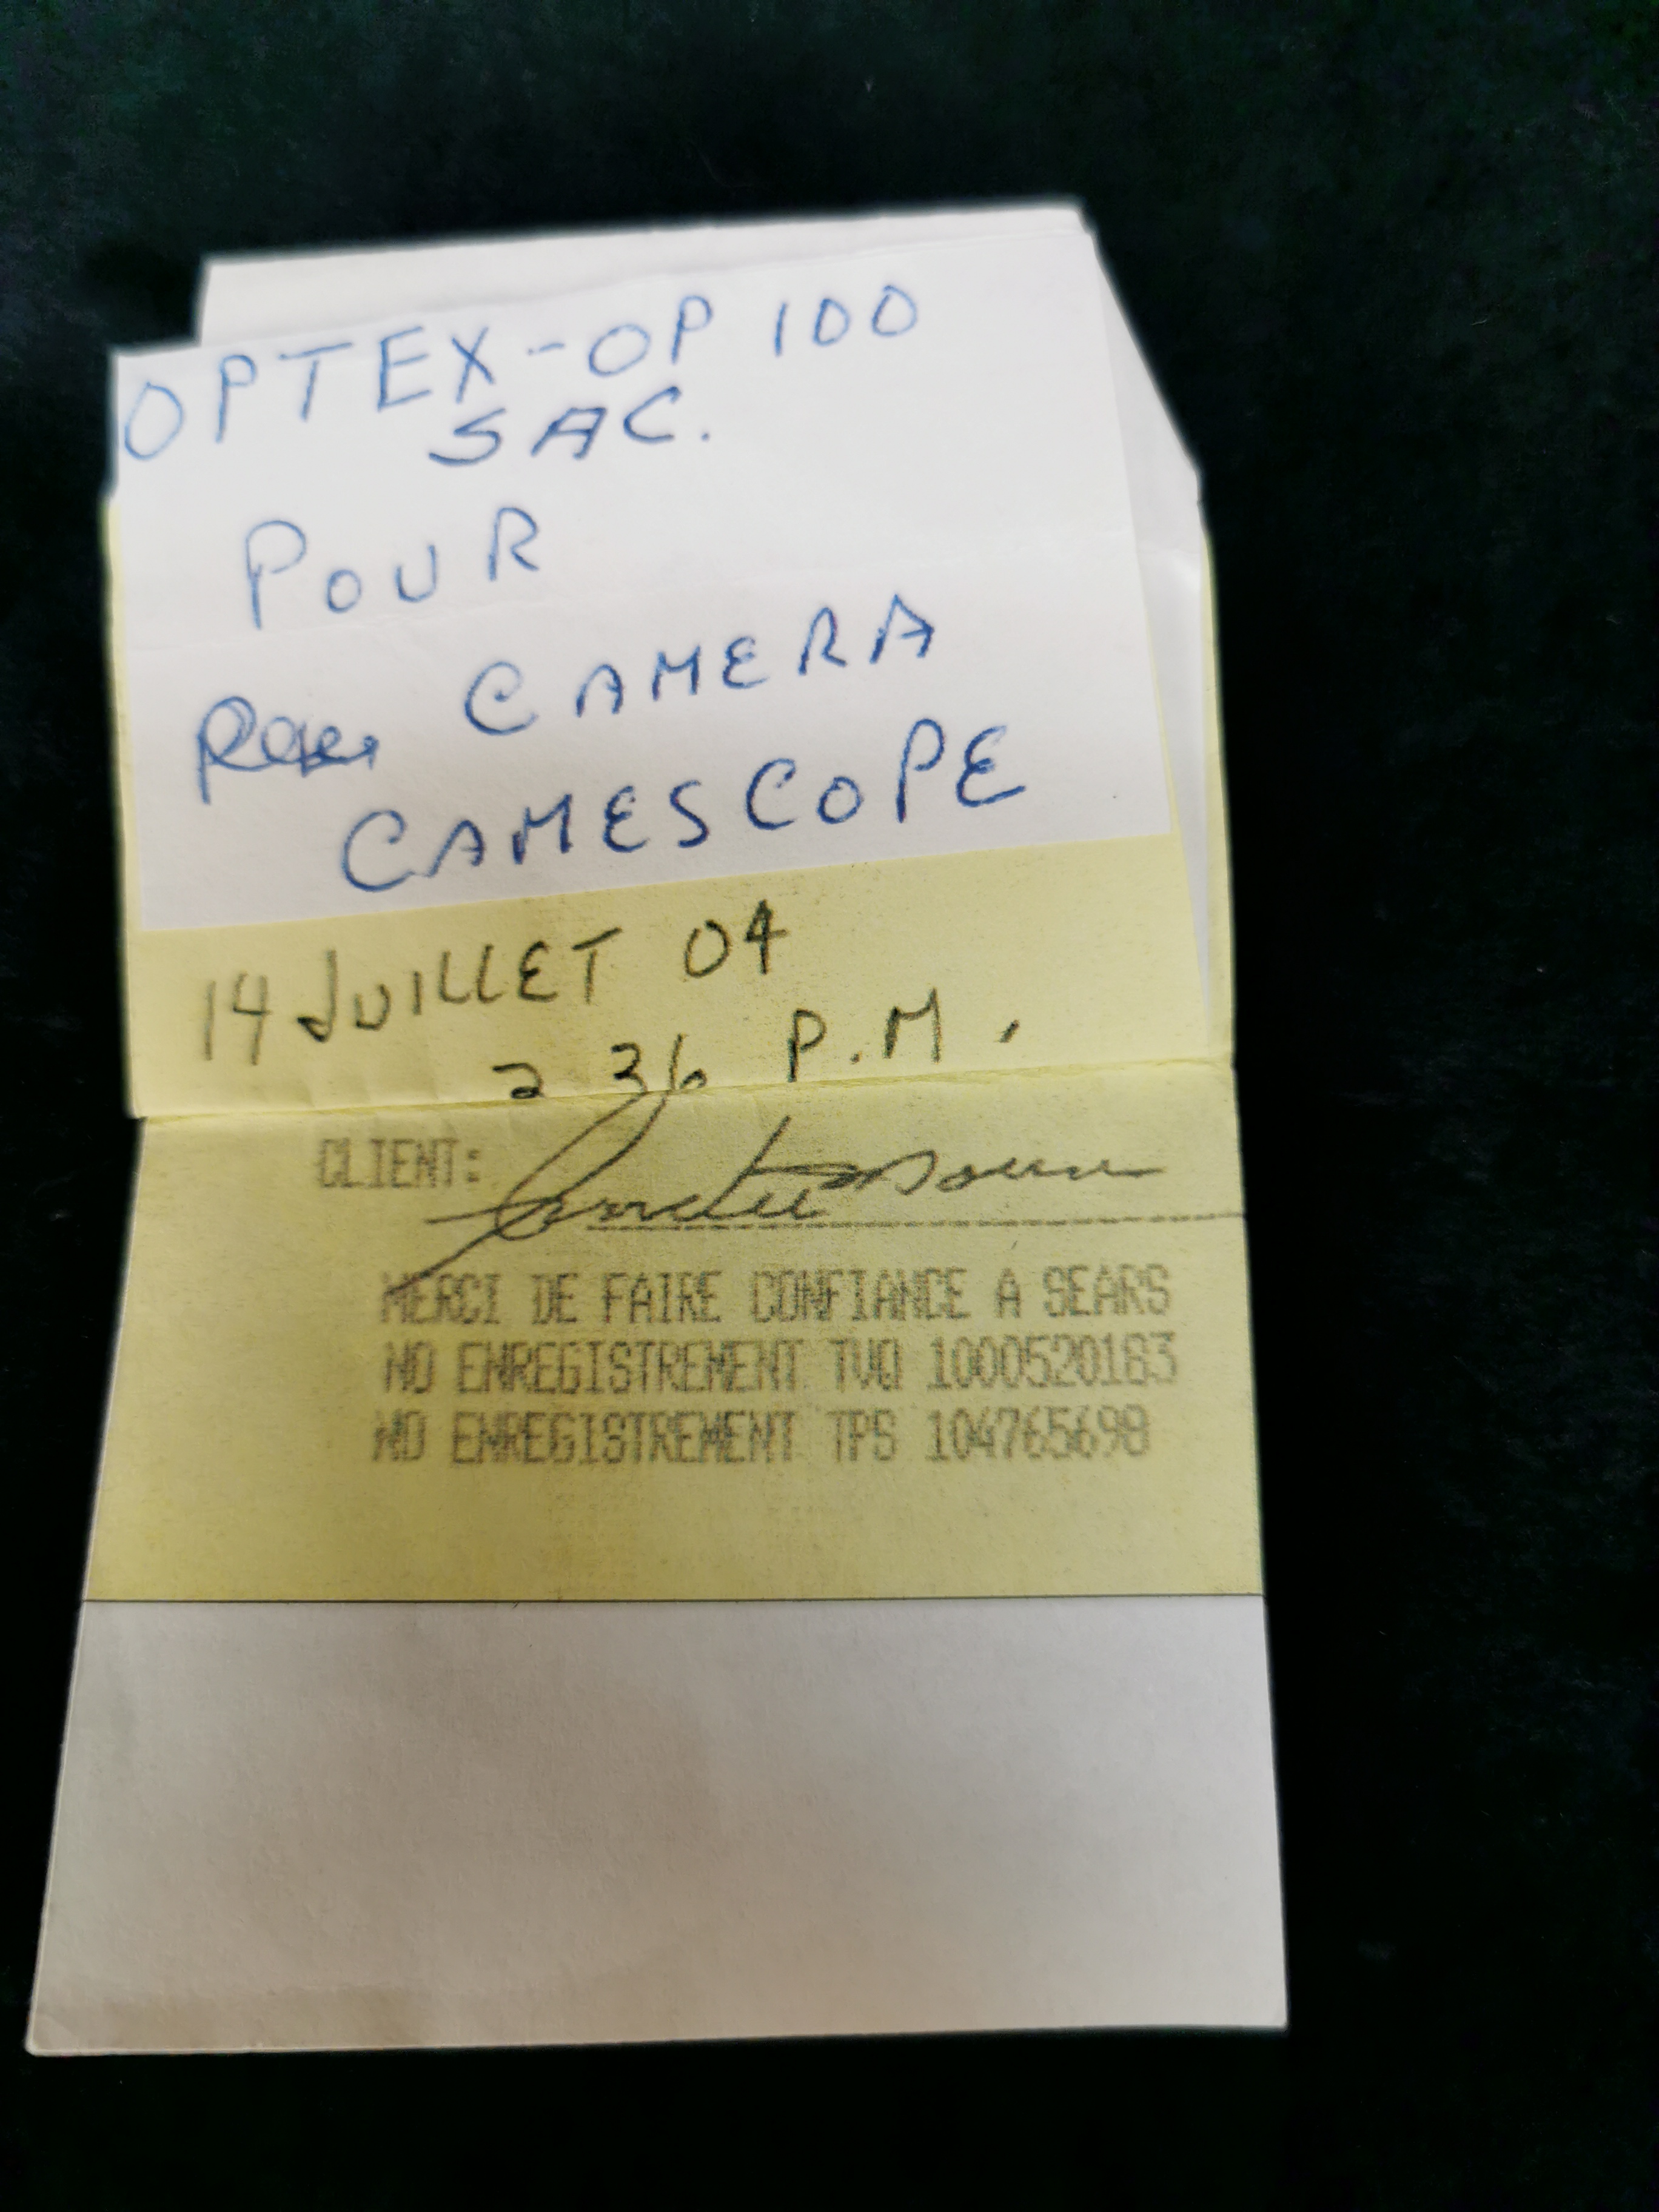 OPTEX-OP 100
SAC.
POUR
CAMERA
CAMESCOPE
14 JUILLET 04
2 36 P.M.
CLIENT:
MERCI DE FAIRE CONFIANCE A SEARS
NO ENREGISTREMENT TVQ 1000520183
NO ENREGISTREMENT TPS 104765698